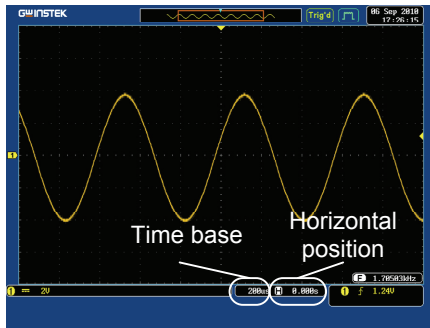 GWINSTEK
Trig'd
06 Sep 2010
17:26:15
1
Time base
Horizontal
position
F 1.70503kHz
1 2V 200us H 0.000s 1 f 1.24V